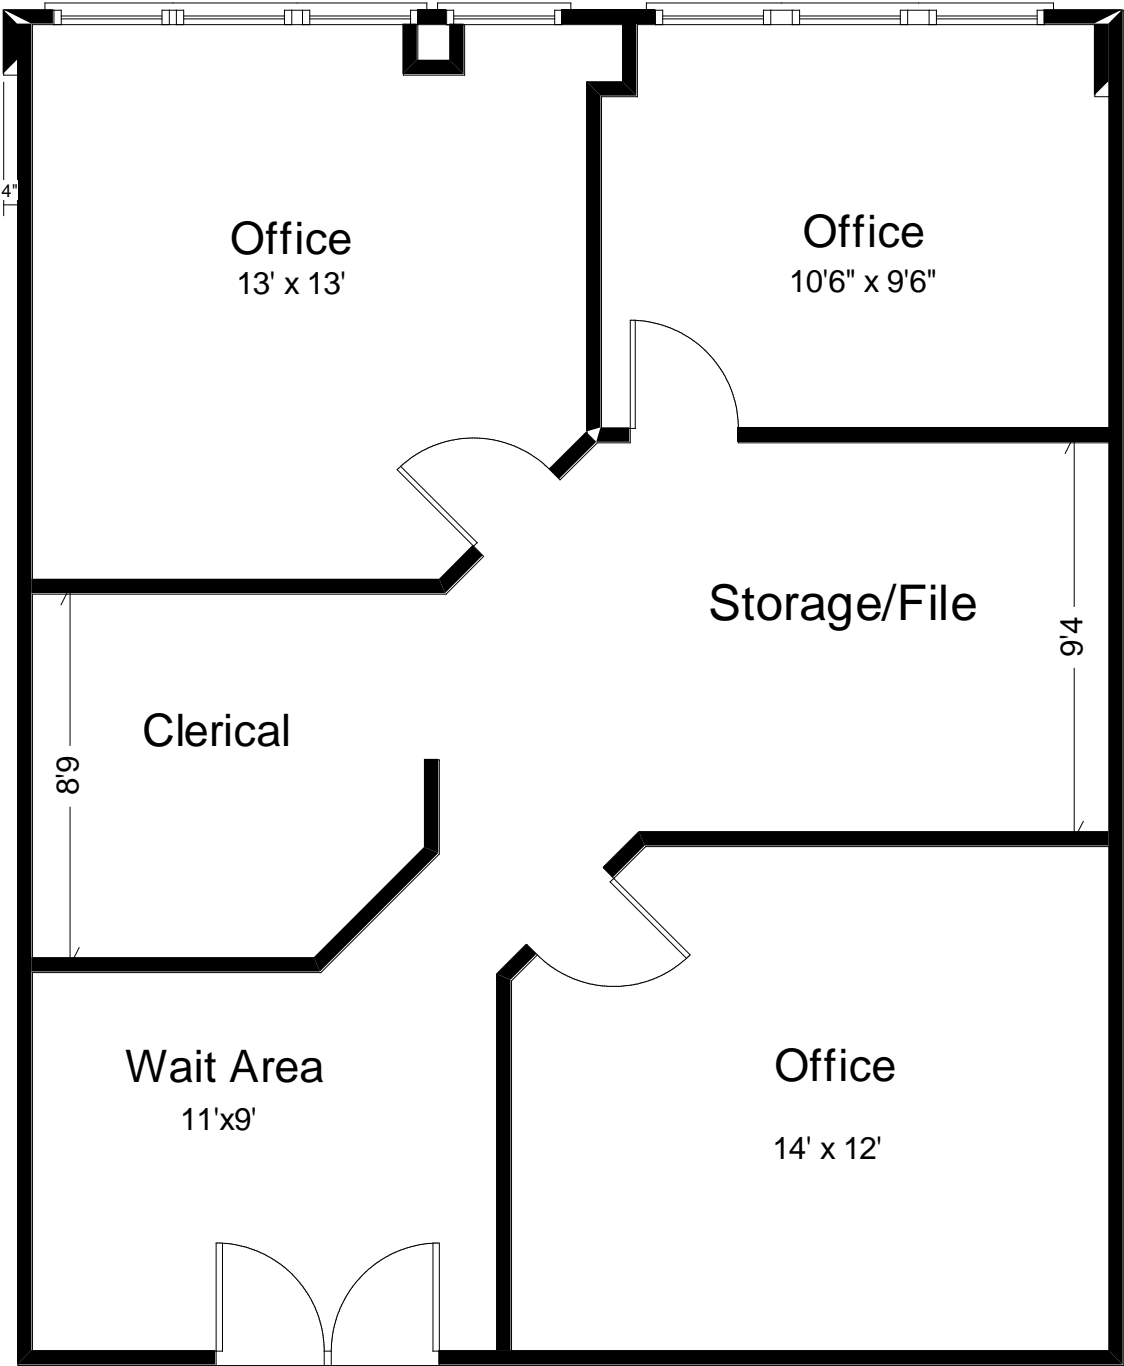 4"
Office
13' x 13'
Office
10'6" x 9'6"
Storage/File
9'4
Clerical
8'9
Wait Area
11'x9'
Office
14' x 12'